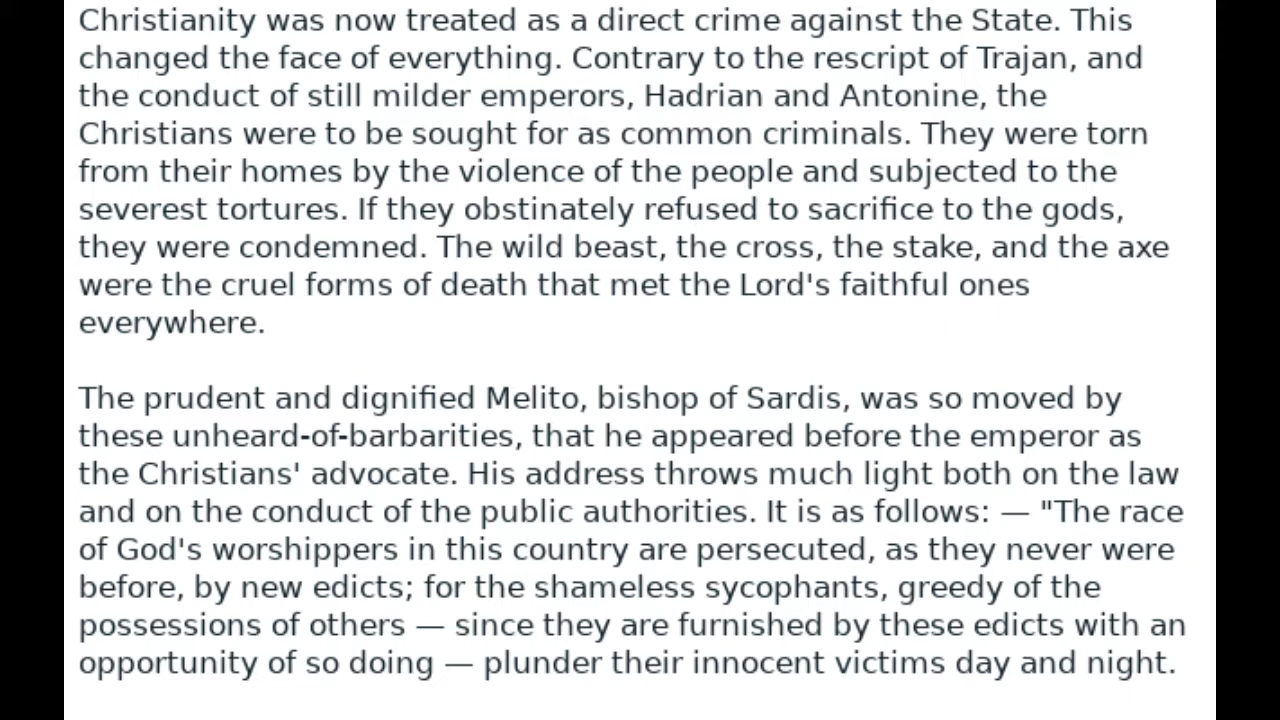 Christianity was now treated as a direct crime against the State. This
changed the face of everything. Contrary to the rescript of Trajan, and
the conduct of still milder emperors, Hadrian and Antonine, the
Christians were to be sought for as common criminals. They were torn
from their homes by the violence of the people and subjected to the
severest tortures. If they obstinately refused to sacrifice to the gods,
they were condemned. The wild beast, the cross, the stake, and the axe
were the cruel forms of death that met the Lord's faithful ones
everywhere.

The prudent and dignified Melito, bishop of Sardis, was so moved by
these unheard-of-barbarities, that he appeared before the emperor as
the Christians' advocate. His address throws much light both on the law
and on the conduct of the public authorities. It is as follows: — "The race
of God's worshippers in this country are persecuted, as they never were
before, by new edicts; for the shameless sycophants, greedy of the
possessions of others — since they are furnished by these edicts with an
opportunity of so doing — plunder their innocent victims day and night.